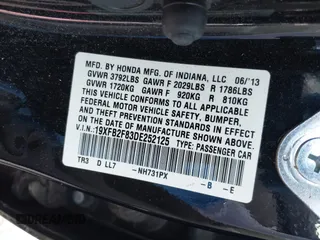 MFD. BY HONDA MFG. OF INDIANA, LLC 06/'13
GVWR 3792LBS GAWR F 2029LBS R 1786LBS
GVWR 1720KG GAWR F 920KG R 810KG
THIS VEHICLE CONFORMS TO ALL APPLICABLE
FEDERAL MOTOR VEHICLE SAFETY, BUMPER,
AND THEFT PREVENTION STANDARDS IN EFFECT
ON THE DATE OF MANUFACTURE SHOWN ABOVE.
V.I.N.:19XFB2F83DE252125 TYPE: PASSENGER CAR
TR3 D LL7 -NH731PX -B -E